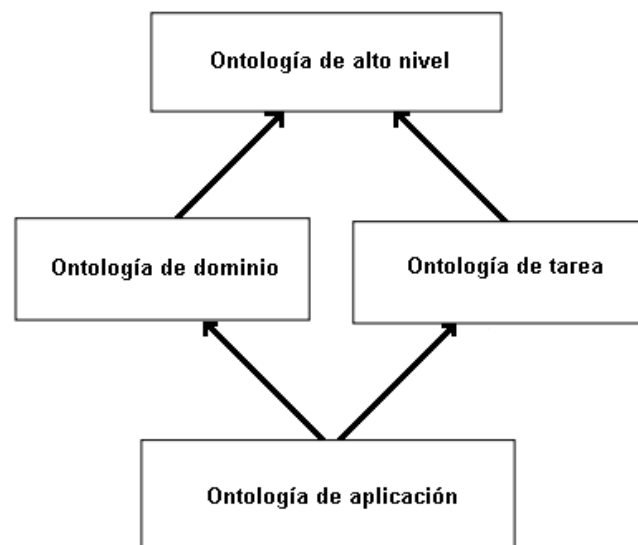 Ontología de alto nivel
Ontología de dominio
Ontología de tarea
Ontología de aplicación